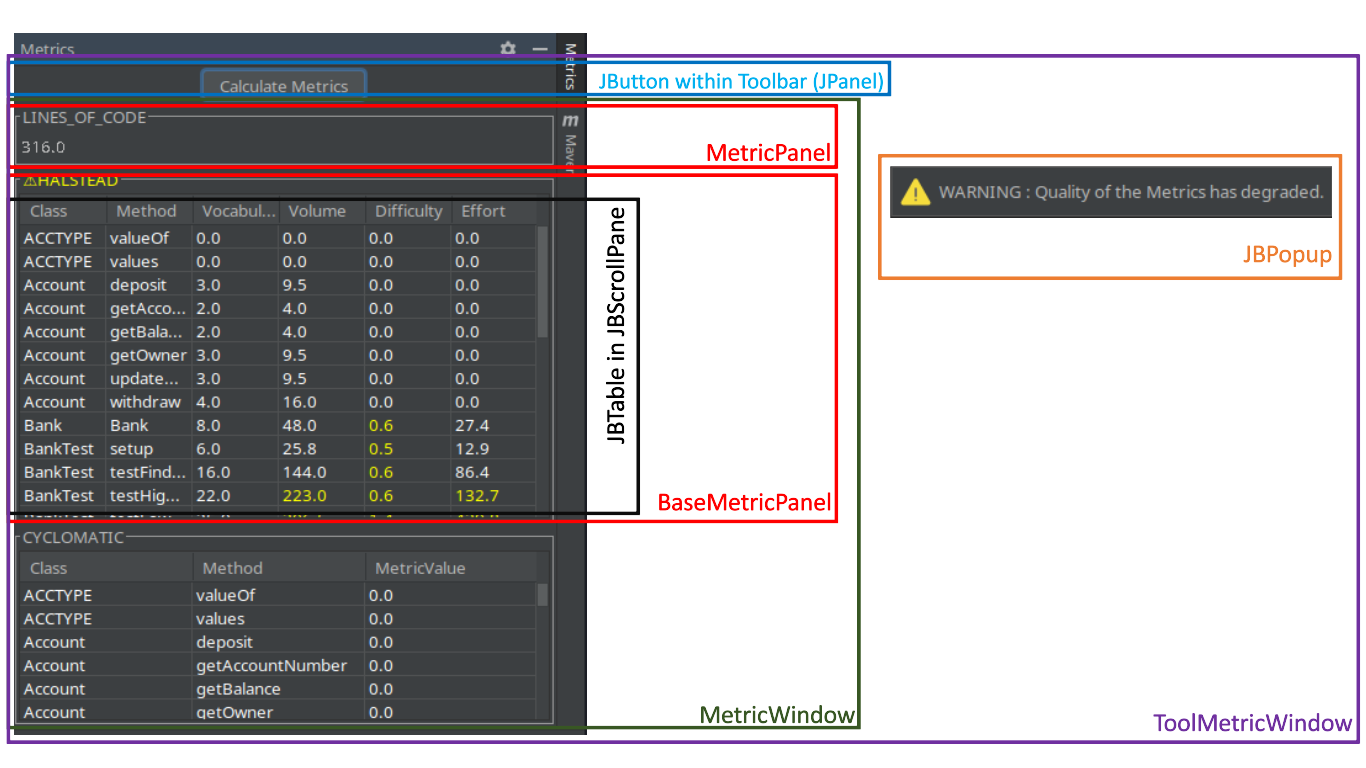 Metrics
Metrics
Calculate Metrics
JButton within Toolbar (JPanel)
LINES_OF_CODE
316.0
m
MetricPanel
⚠HALSTEAD
Class Method Vocabul... Volume Difficulty Effort
ACCTYPE valueOf 0.0 0.0 0.0 0.0
ACCTYPE values 0.0 0.0 0.0 0.0
Account deposit 3.0 9.5 0.0 0.0
Account getAcco... 2.0 4.0 0.0 0.0
Account getBala... 2.0 4.0 0.0 0.0
Account getOwner 3.0 9.5 0.0 0.0
Account update... 3.0 9.5 0.0 0.0
Account withdraw 4.0 16.0 0.0 0.0
Bank Bank 8.0 48.0 0.6 27.4
BankTest setup 6.0 25.8 0.5 12.9
BankTest testFind... 16.0 144.0 0.6 86.4
BankTest testHig... 22.0 223.0 0.6 132.7
JBTable in JBScrollPane
BaseMetricPanel
WARNING : Quality of the Metrics has degraded.
JBPopup
CYCLOMATIC
Class Method MetricValue
ACCTYPE valueOf 0.0
ACCTYPE values 0.0
Account deposit 0.0
Account getAccountNumber 0.0
Account getBalance 0.0
Account getOwner 0.0
MetricWindow
ToolMetricWindow